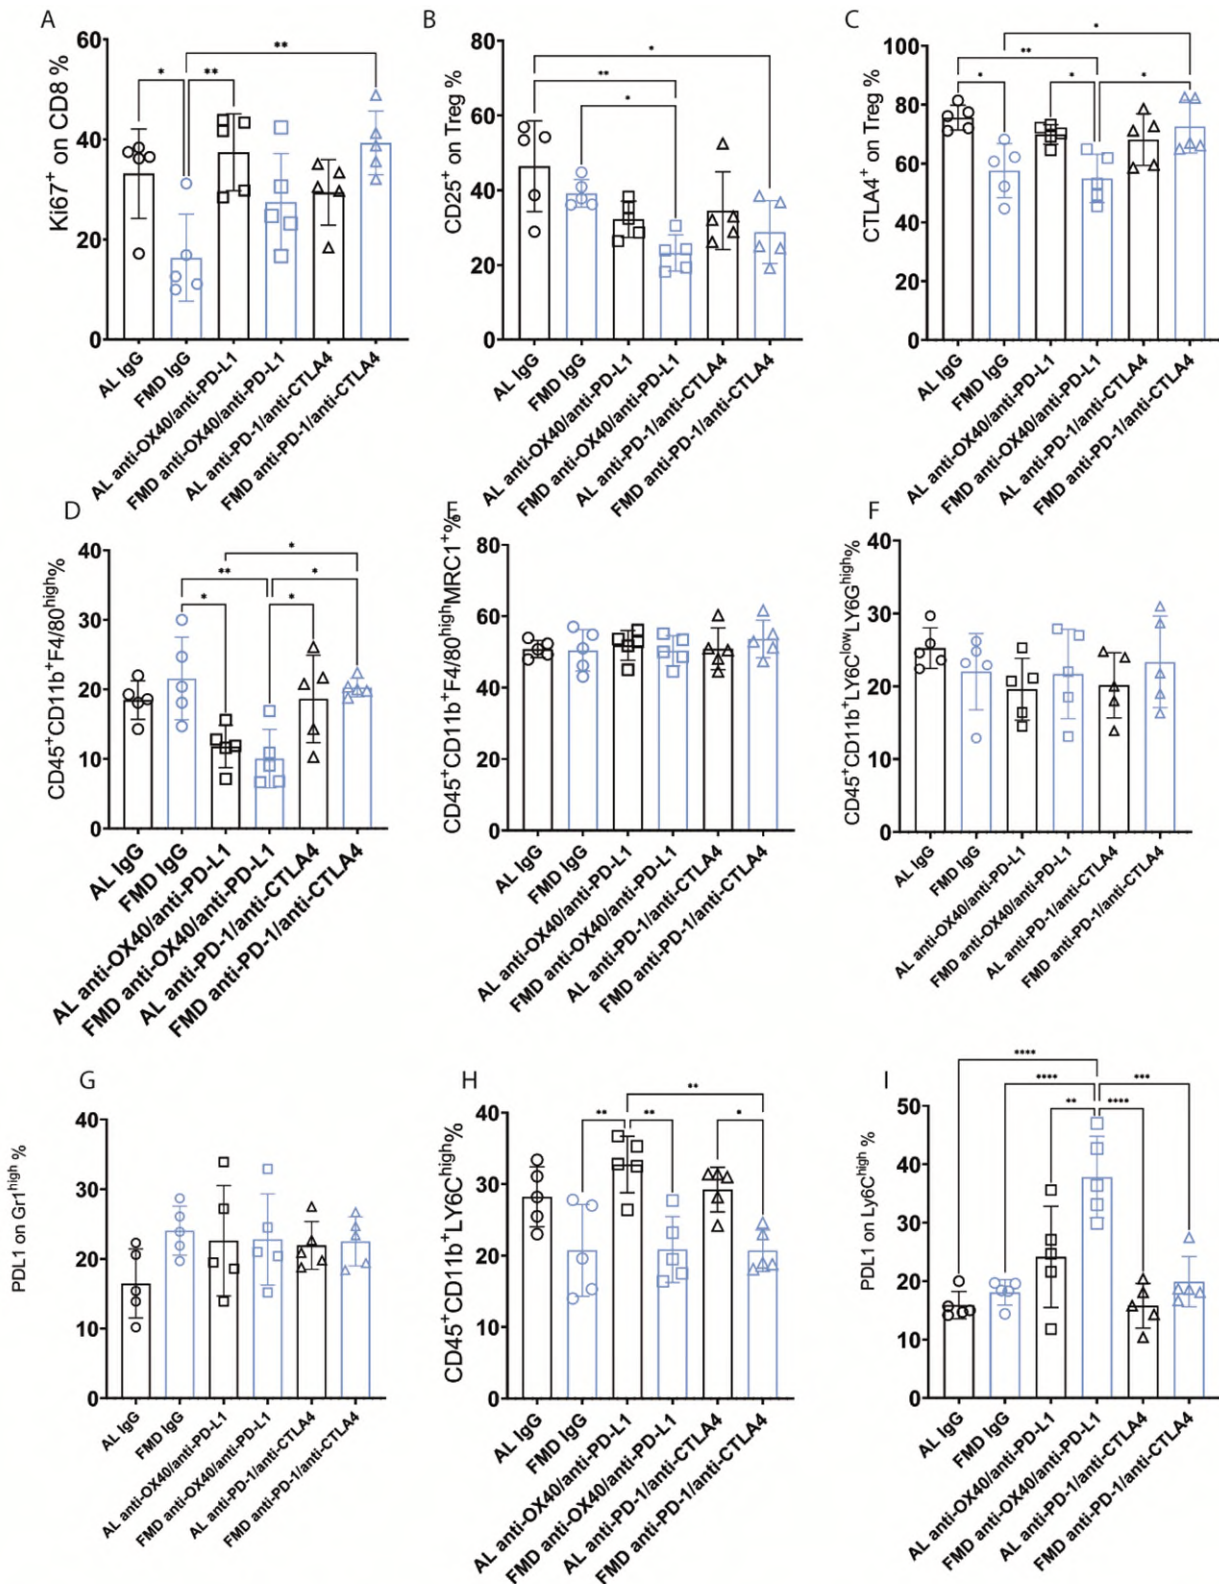 A
Ki67+ on CD8 %
60
40
20
0
* ** **
AL IgG
FMD IgG
AL anti-OX40/anti-PD-L1
FMD anti-OX40/anti-PD-L1
AL anti-PD-1/anti-CTLA4
FMD anti-PD-1/anti-CTLA4
B
CD25+ on Treg %
80
60
40
20
0
*
**
*
AL IgG
FMD IgG
AL anti-OX40/anti-PD-L1
FMD anti-OX40/anti-PD-L1
AL anti-PD-1/anti-CTLA4
FMD anti-PD-1/anti-CTLA4
C
CTLA4+ on Treg %
100
80
60
40
20
0
*
**
* * *
AL IgG
FMD IgG
AL anti-OX40/anti-PD-L1
FMD anti-OX40/anti-PD-L1
AL anti-PD-1/anti-CTLA4
FMD anti-PD-1/anti-CTLA4
D
CD45+CD11b+F4/80high%
40
30
20
10
0
*
** *
* *
AL IgG
FMD IgG
AL anti-OX40/anti-PD-L1
FMD anti-OX40/anti-PD-L1
AL anti-PD-1/anti-CTLA4
FMD anti-PD-1/anti-CTLA4
E
CD45+CD11b+F4/80highMRC1+%
80
60
40
20
0
AL IgG
FMD IgG
AL anti-OX40/anti-PD-L1
FMD anti-OX40/anti-PD-L1
AL anti-PD-1/anti-CTLA4
FMD anti-PD-1/anti-CTLA4
F
CD45+CD11b+LY6ClowLY6Ghigh%
40
30
20
10
0
AL IgG
FMD IgG
AL anti-OX40/anti-PD-L1
FMD anti-OX40/anti-PD-L1
AL anti-PD-1/anti-CTLA4
FMD anti-PD-1/anti-CTLA4
G
PDL1 on Gr1high %
40
30
20
10
0
AL IgG
FMD IgG
AL anti-OX40/anti-PD-L1
FMD anti-OX40/anti-PD-L1
AL anti-PD-1/anti-CTLA4
FMD anti-PD-1/anti-CTLA4
H
CD45+CD11b+LY6Chigh%
40
30
20
10
0
**
** ** *
AL IgG
FMD IgG
AL anti-OX40/anti-PD-L1
FMD anti-OX40/anti-PD-L1
AL anti-PD-1/anti-CTLA4
FMD anti-PD-1/anti-CTLA4
I
PDL1 on Ly6Chigh %
50
40
30
20
10
0
****
**** ***
** ****
AL IgG
FMD IgG
AL anti-OX40/anti-PD-L1
FMD anti-OX40/anti-PD-L1
AL anti-PD-1/anti-CTLA4
FMD anti-PD-1/anti-CTLA4